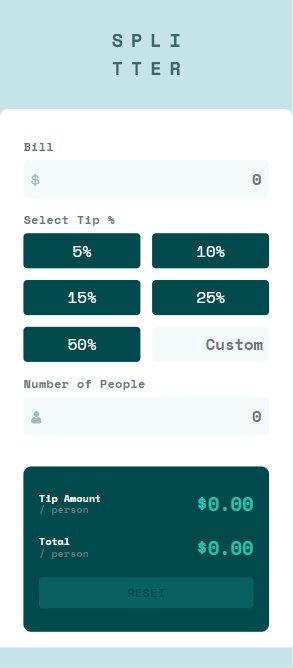 SPLI
TTER
Bill
$ 0
Select Tip %
5% 10%
15% 25%
50% Custom
Number of People
0
Tip Amount
/ person
$0.00
Total
/ person
$0.00
RESET